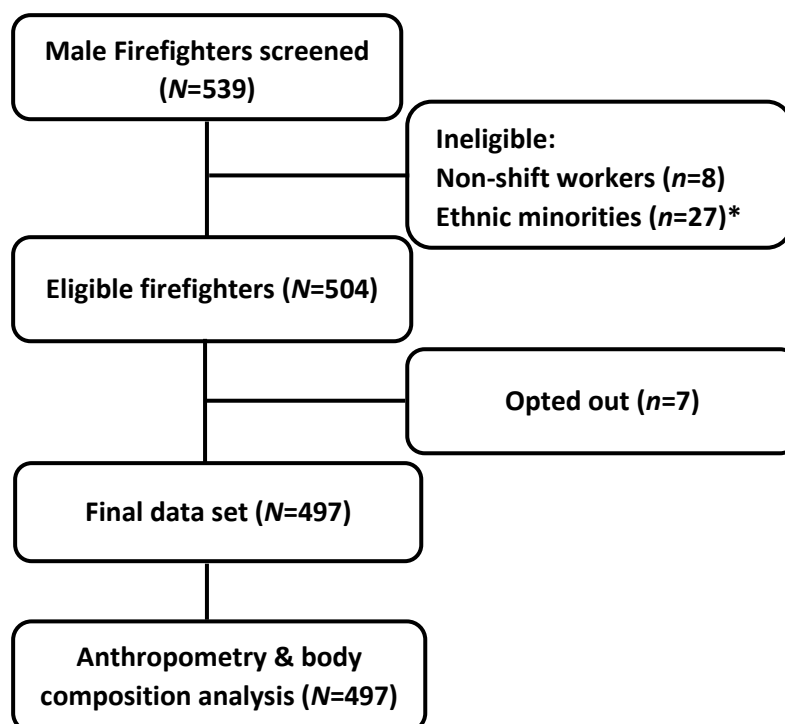 Male Firefighters screened
(N=539)
Ineligible:
Non-shift workers (n=8)
Ethnic minorities (n=27)*
Eligible firefighters (N=504)
Opted out (n=7)
Final data set (N=497)
Anthropometry & body
composition analysis (N=497)